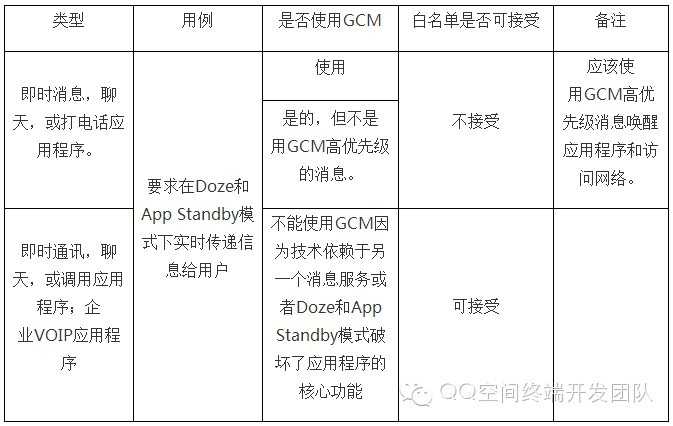 类型
用例
是否使用GCM
白名单是否可接受
备注
即时消息，聊
天，或打电话应
用程序。
要求在Doze和
App Standby模
式下实时传递信
息给用户
使用
是的，但不是
用GCM高优先级
的消息。
不接受
应该使
用GCM高优
先级消息唤醒
应用程序和访
问网络。
即时通讯，聊
天，或调用应用
程序；企
业VOIP应用程
序
不能使用GCM因
为技术依赖于另
一个消息服务或
者Doze和App
Standby模式破
坏了应用程序的
核心功能
可接受
QQ空间终端开发团队